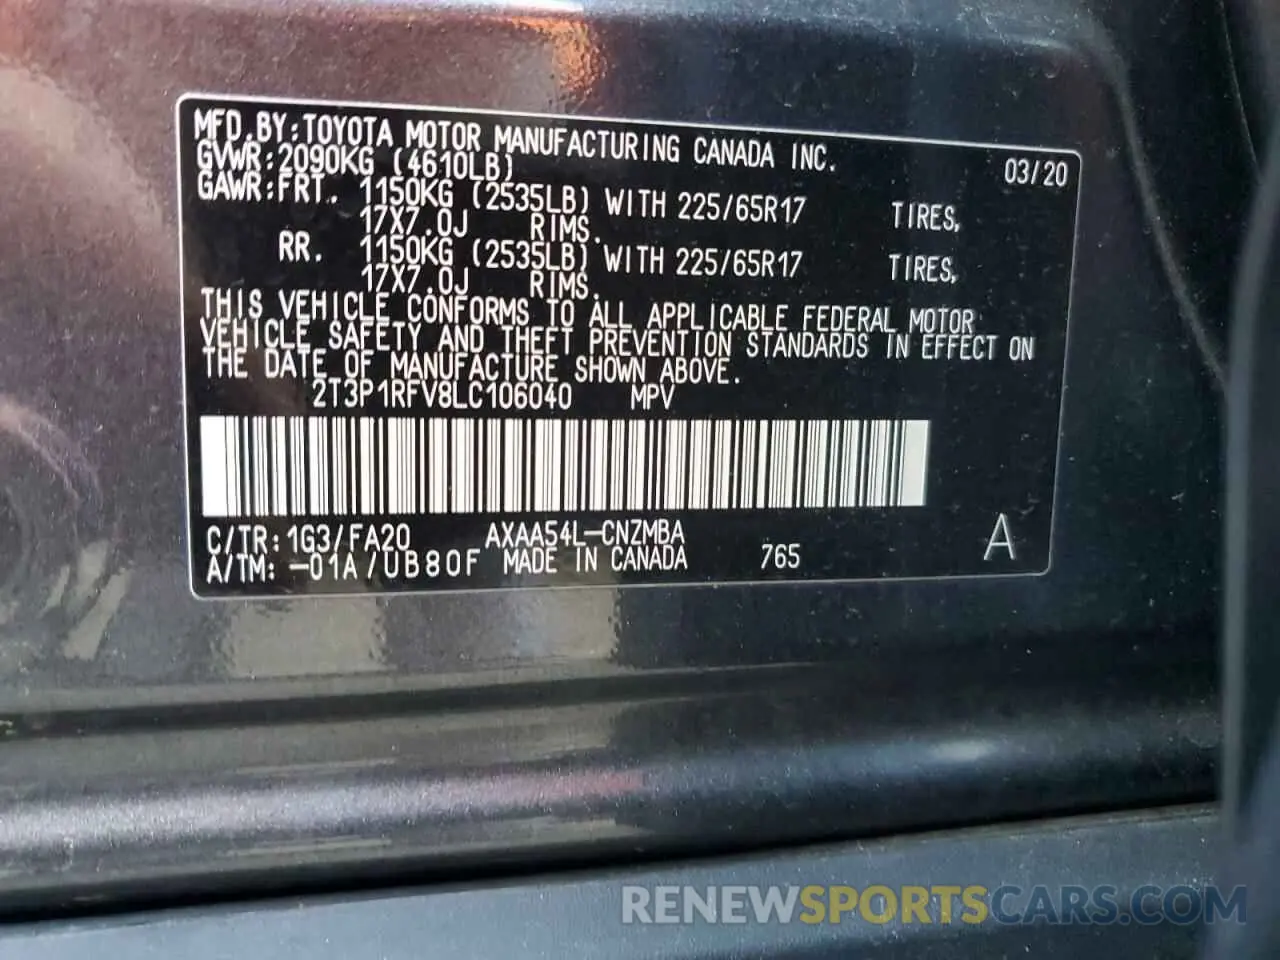 MFD.BY:TOYOTA MOTOR MANUFACTURING CANADA INC. 03/20
GVWR:2090KG (4610LB)
GAWR:FRT. 1150KG (2535LB) WITH 225/65R17 TIRES,
17X7.0J RIMS.
RR. 1150KG (2535LB) WITH 225/65R17 TIRES,
17X7.0J RIMS.
THIS VEHICLE CONFORMS TO ALL APPLICABLE FEDERAL MOTOR
VEHICLE SAFETY AND THEFT PREVENTION STANDARDS IN EFFECT ON
THE DATE OF MANUFACTURE SHOWN ABOVE.
2T3P1RFV8LC106040 MPV
C/TR:1G3/FA20 AXAA54L-CNZMBA
A/TM:-01A/UB80F MADE IN CANADA 765 A
RENEWSPORTSCARS.COM